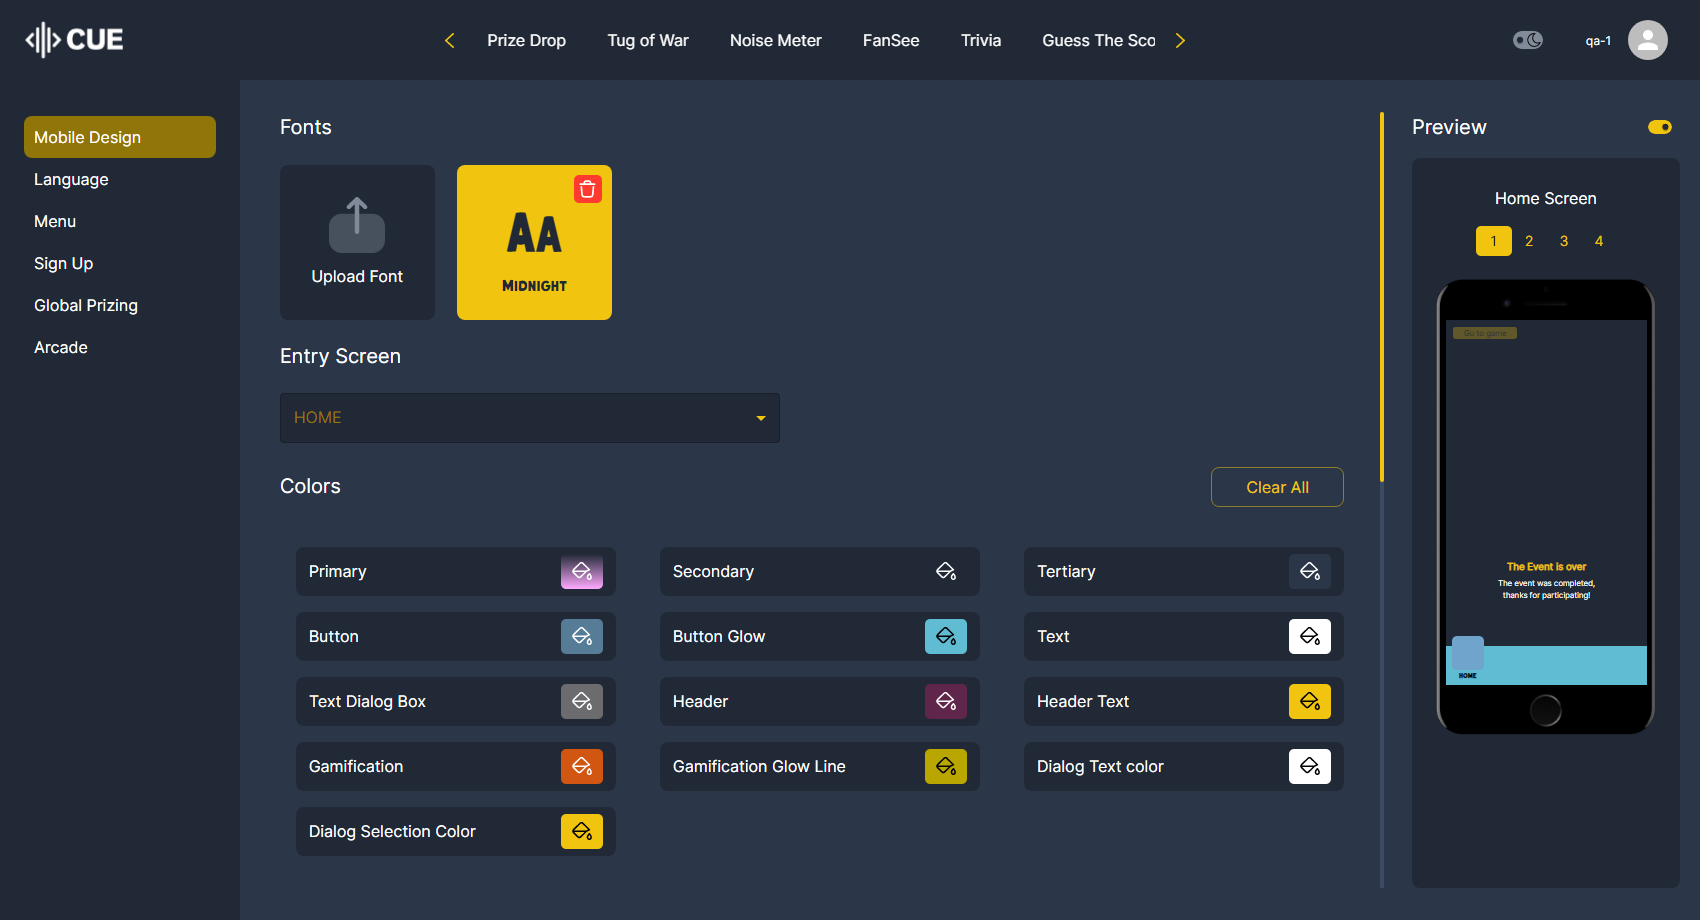 CUE
Prize Drop
Tug of War
Noise Meter
FanSee
Trivia
Guess The Sco
qa-1
Mobile Design
Language
Menu
Sign Up
Global Prizing
Arcade
Fonts
Upload Font
AA
MIDNIGHT
Entry Screen
HOME
Colors
Clear All
Primary
Secondary
Tertiary
Button
Button Glow
Text
Text Dialog Box
Header
Header Text
Gamification
Gamification Glow Line
Dialog Text color
Dialog Selection Color
Preview
Home Screen
1 2 3 4
Go to game
The Event is over
The event was completed,
thanks for participating!
HOME